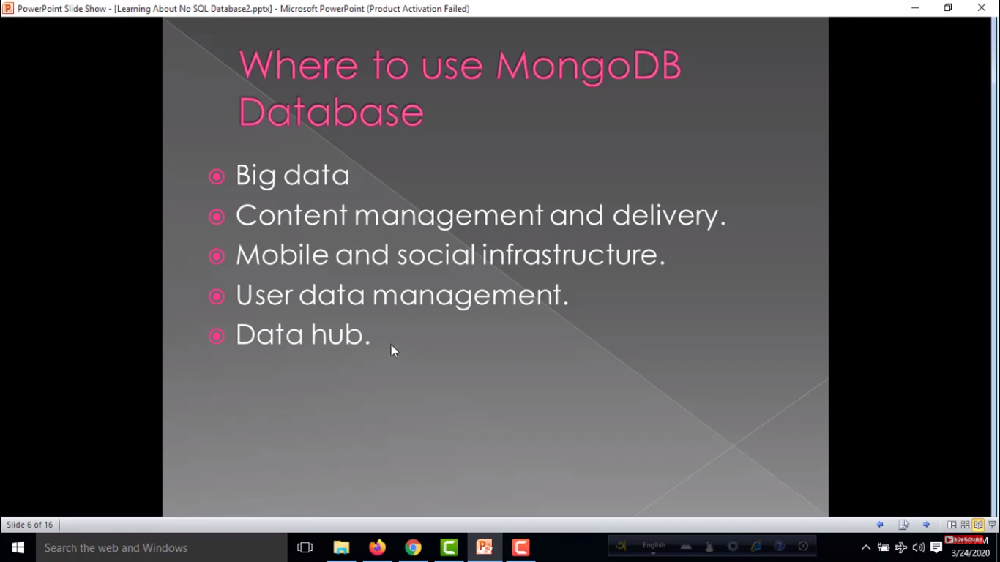 PowerPoint Slide Show - [Learning About No SQL Database2.pptx] - Microsoft PowerPoint (Product Activation Failed)
Where to use MongoDB
Database
Big data
Content management and delivery.
Mobile and social infrastructure.
User data management.
Data hub.
Slide 6 of 16
Search the web and Windows
English
3/24/2020